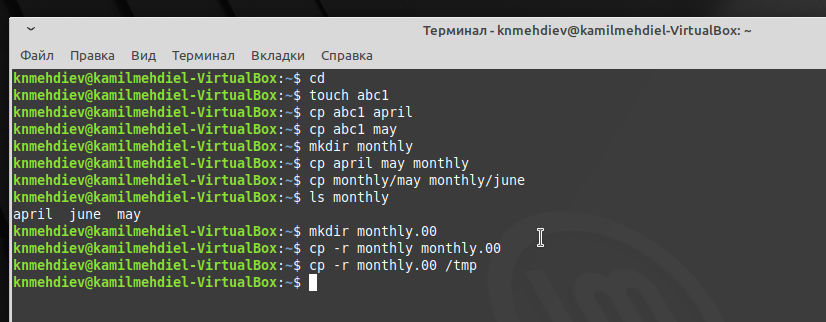 Терминал - knmehdiev@kamilmehdiel-VirtualBox: ~
Файл Правка Вид Терминал Вкладки Справка
knmehdiev@kamilmehdiel-VirtualBox:~$ cd
knmehdiev@kamilmehdiel-VirtualBox:~$ touch abc1
knmehdiev@kamilmehdiel-VirtualBox:~$ cp abc1 april
knmehdiev@kamilmehdiel-VirtualBox:~$ cp abc1 may
knmehdiev@kamilmehdiel-VirtualBox:~$ mkdir monthly
knmehdiev@kamilmehdiel-VirtualBox:~$ cp april may monthly
knmehdiev@kamilmehdiel-VirtualBox:~$ cp monthly/may monthly/june
knmehdiev@kamilmehdiel-VirtualBox:~$ ls monthly
april june may
knmehdiev@kamilmehdiel-VirtualBox:~$ mkdir monthly.00
knmehdiev@kamilmehdiel-VirtualBox:~$ cp -r monthly monthly.00
knmehdiev@kamilmehdiel-VirtualBox:~$ cp -r monthly.00 /tmp
knmehdiev@kamilmehdiel-VirtualBox:~$